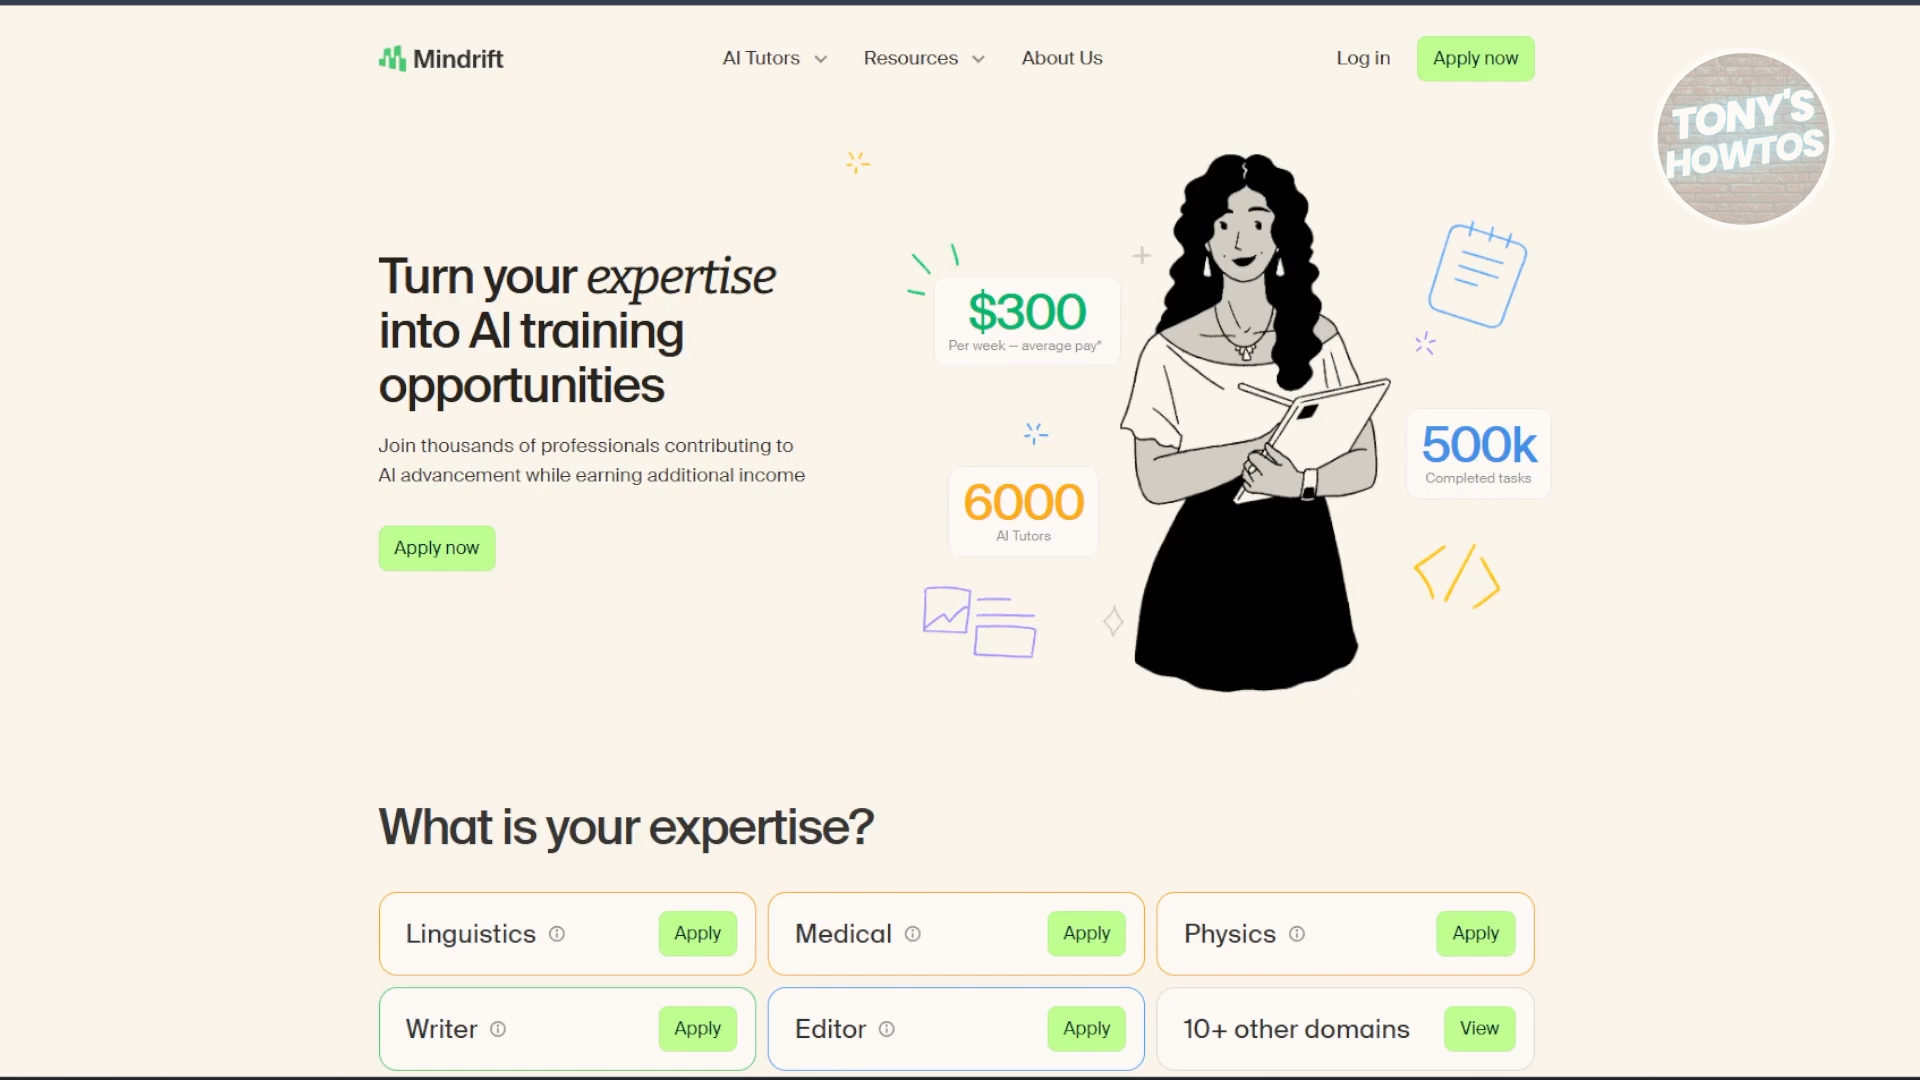 Mindrift
AI Tutors
Resources
About Us
Log in
Apply now
TONY'S
HOWTOS
Turn your expertise
into AI training
opportunities
Join thousands of professionals contributing to
AI advancement while earning additional income
Apply now
$300
Per week — average pay*
6000
AI Tutors
500k
Completed tasks
What is your expertise?
Linguistics
Apply
Medical
Apply
Physics
Apply
Writer
Apply
Editor
Apply
10+ other domains
View